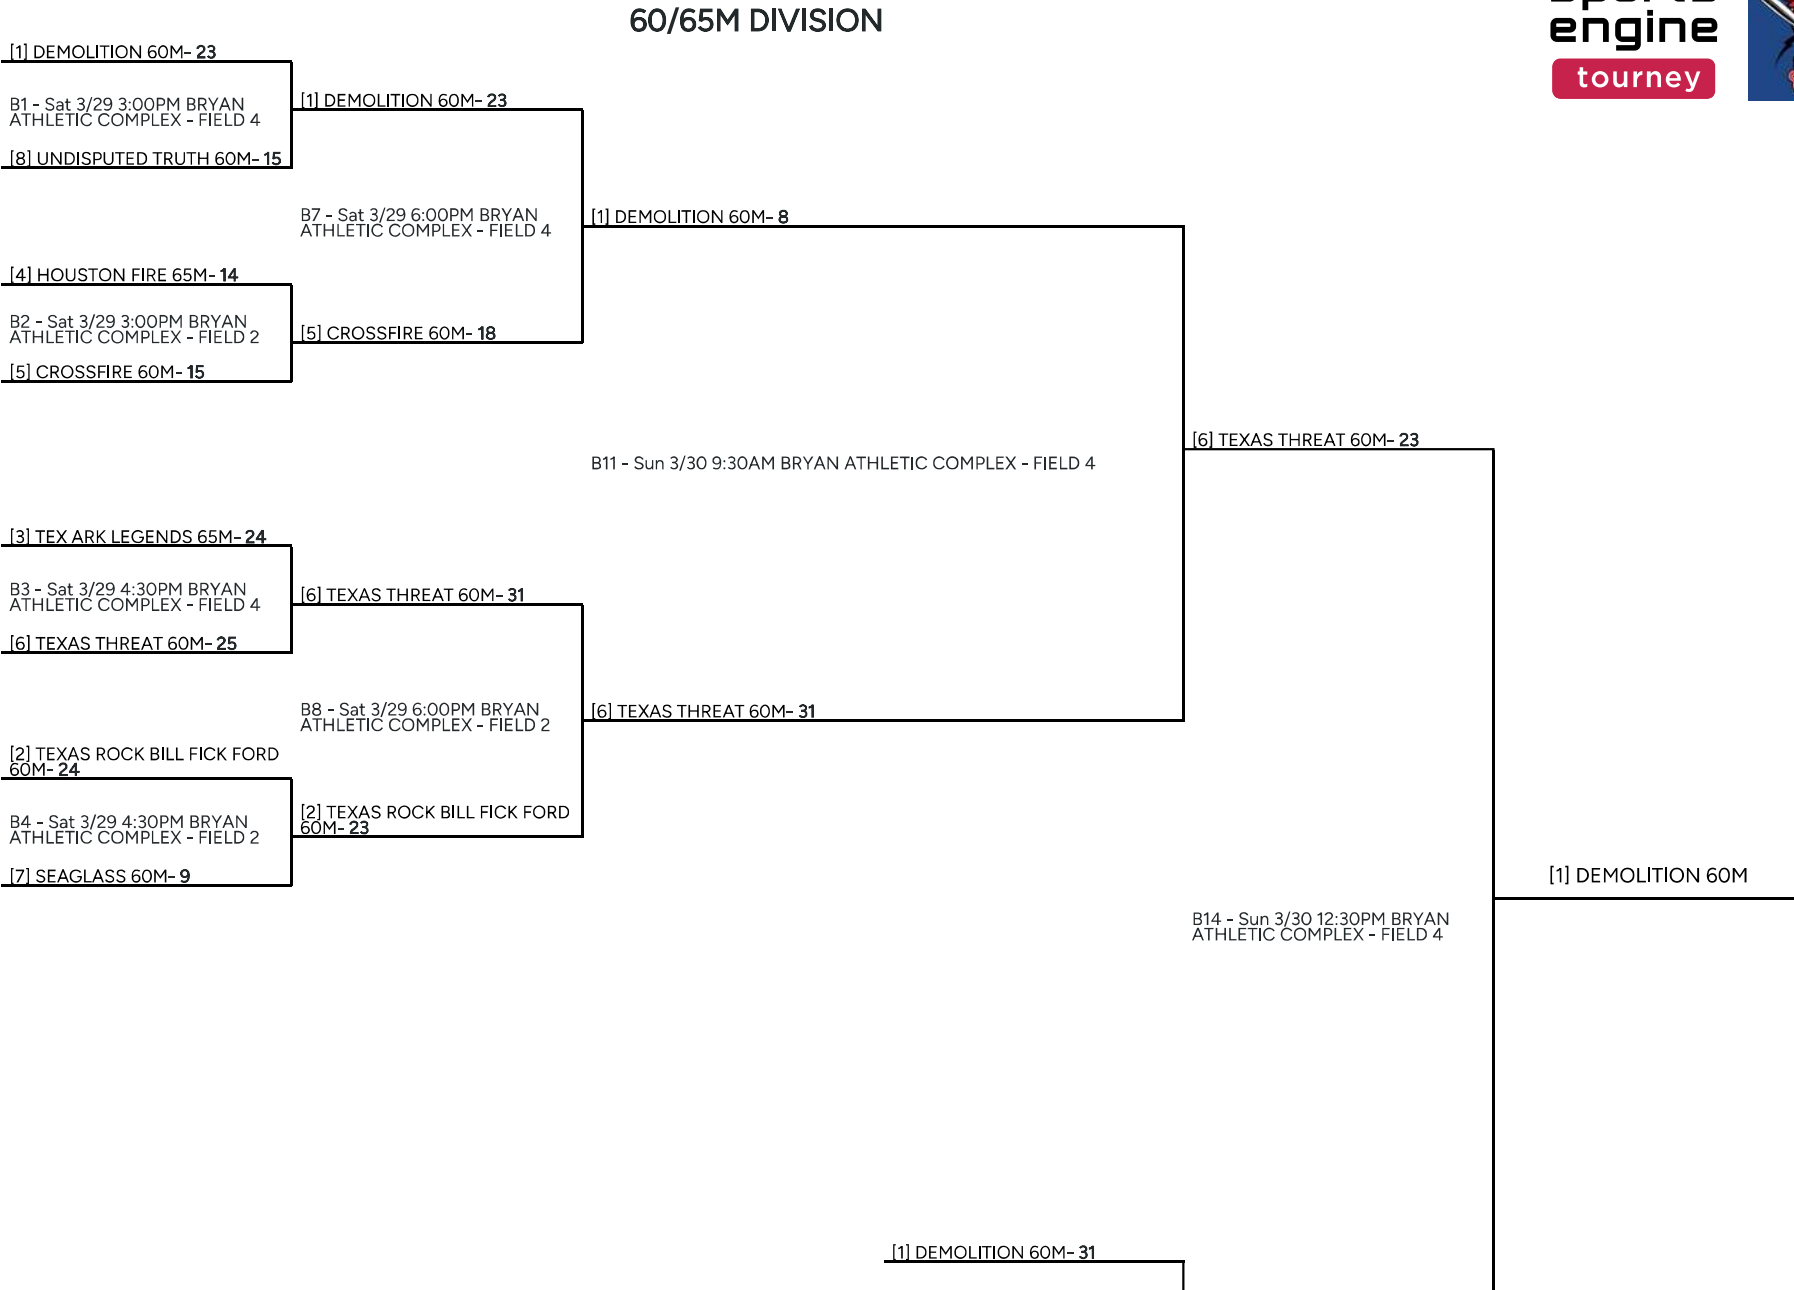 60/65M DIVISION
engine
tourney
[1] DEMOLITION 60M- 23
B1 - Sat 3/29 3:00PM BRYAN
ATHLETIC COMPLEX - FIELD 4
[8] UNDISPUTED TRUTH 60M- 15
[1] DEMOLITION 60M- 23
B7 - Sat 3/29 6:00PM BRYAN
ATHLETIC COMPLEX - FIELD 4
[1] DEMOLITION 60M- 8
[4] HOUSTON FIRE 65M- 14
B2 - Sat 3/29 3:00PM BRYAN
ATHLETIC COMPLEX - FIELD 2
[5] CROSSFIRE 60M- 15
[5] CROSSFIRE 60M- 18
B11 - Sun 3/30 9:30AM BRYAN ATHLETIC COMPLEX - FIELD 4
[6] TEXAS THREAT 60M- 23
[3] TEX ARK LEGENDS 65M- 24
B3 - Sat 3/29 4:30PM BRYAN
ATHLETIC COMPLEX - FIELD 4
[6] TEXAS THREAT 60M- 25
[6] TEXAS THREAT 60M- 31
B8 - Sat 3/29 6:00PM BRYAN
ATHLETIC COMPLEX - FIELD 2
[6] TEXAS THREAT 60M- 31
[2] TEXAS ROCK BILL FICK FORD
60M- 24
B4 - Sat 3/29 4:30PM BRYAN
ATHLETIC COMPLEX - FIELD 2
[7] SEAGLASS 60M- 9
[2] TEXAS ROCK BILL FICK FORD
60M- 23
[1] DEMOLITION 60M
B14 - Sun 3/30 12:30PM BRYAN
ATHLETIC COMPLEX - FIELD 4
[1] DEMOLITION 60M- 31